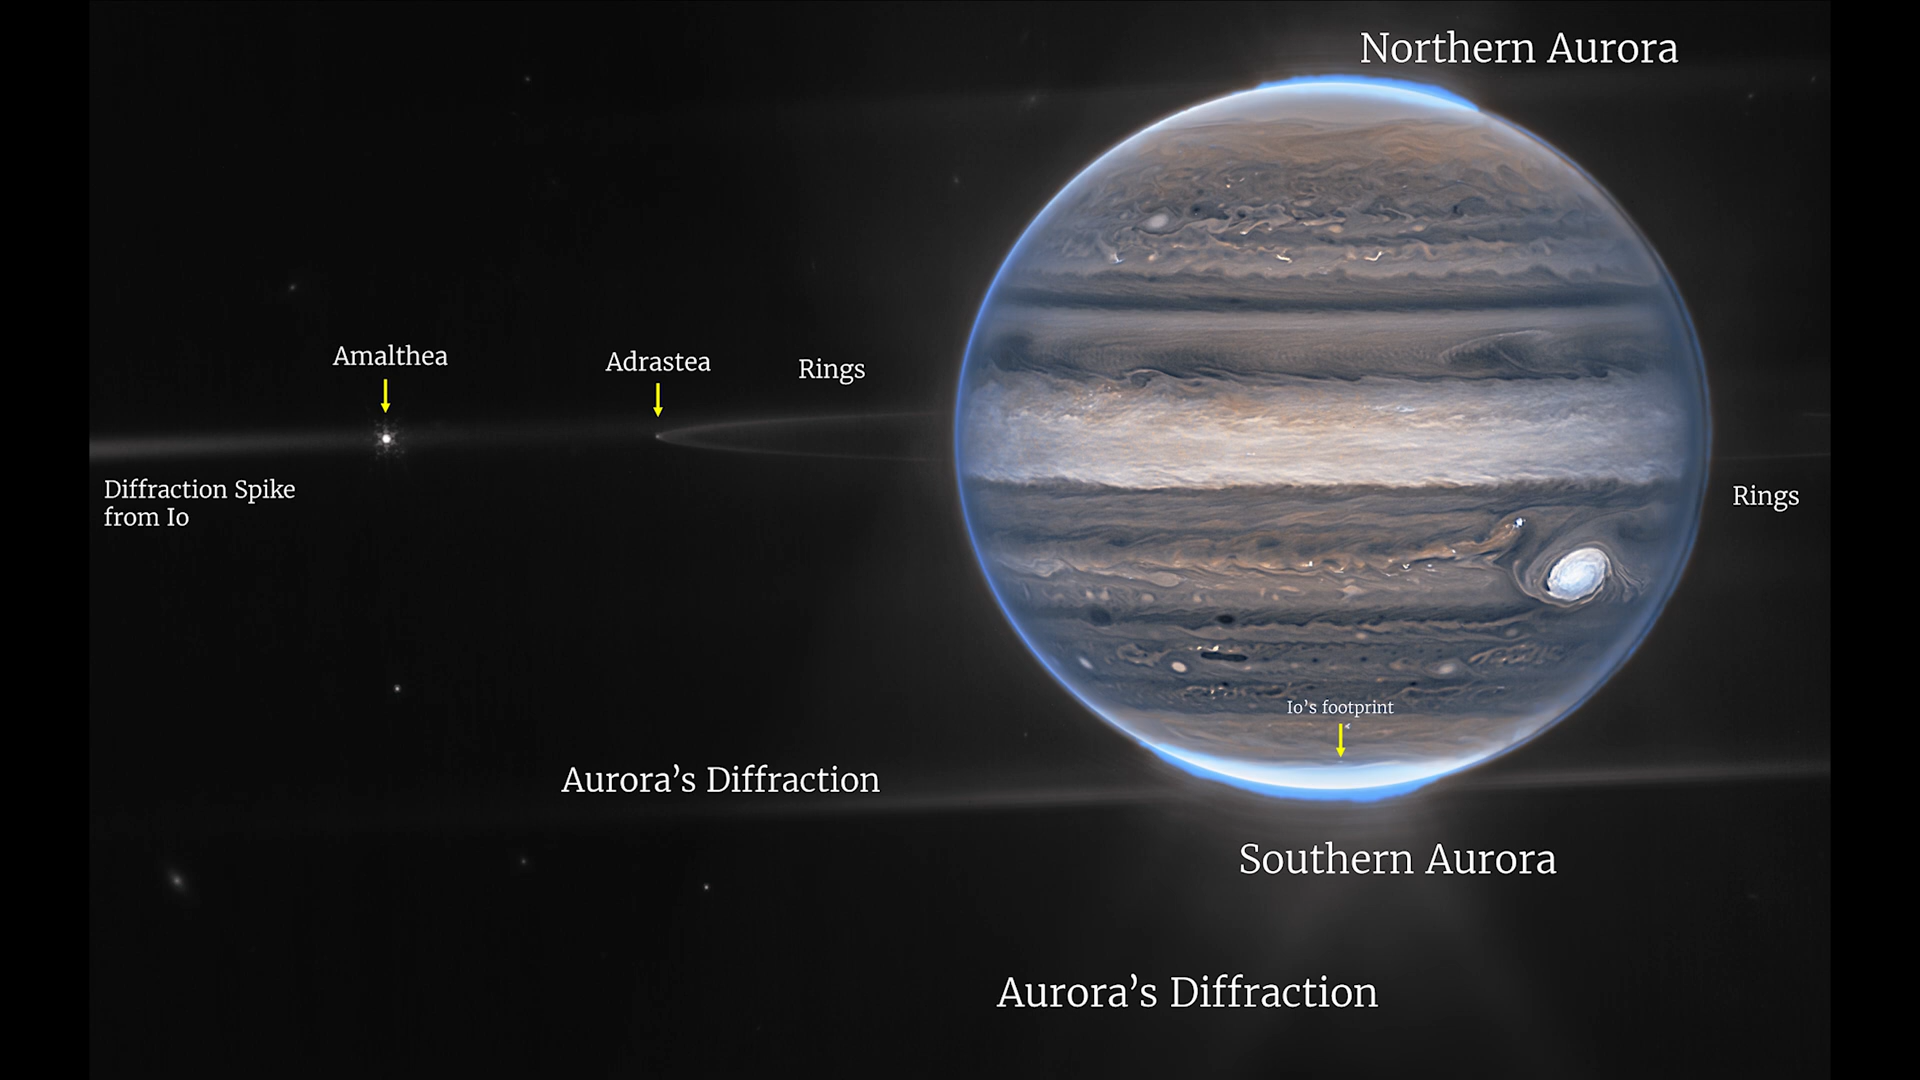 Northern Aurora
Amalthea
Adrastea
Rings
Diffraction Spike
from Io
Rings
Io’s footprint
Aurora’s Diffraction
Southern Aurora
Aurora’s Diffraction